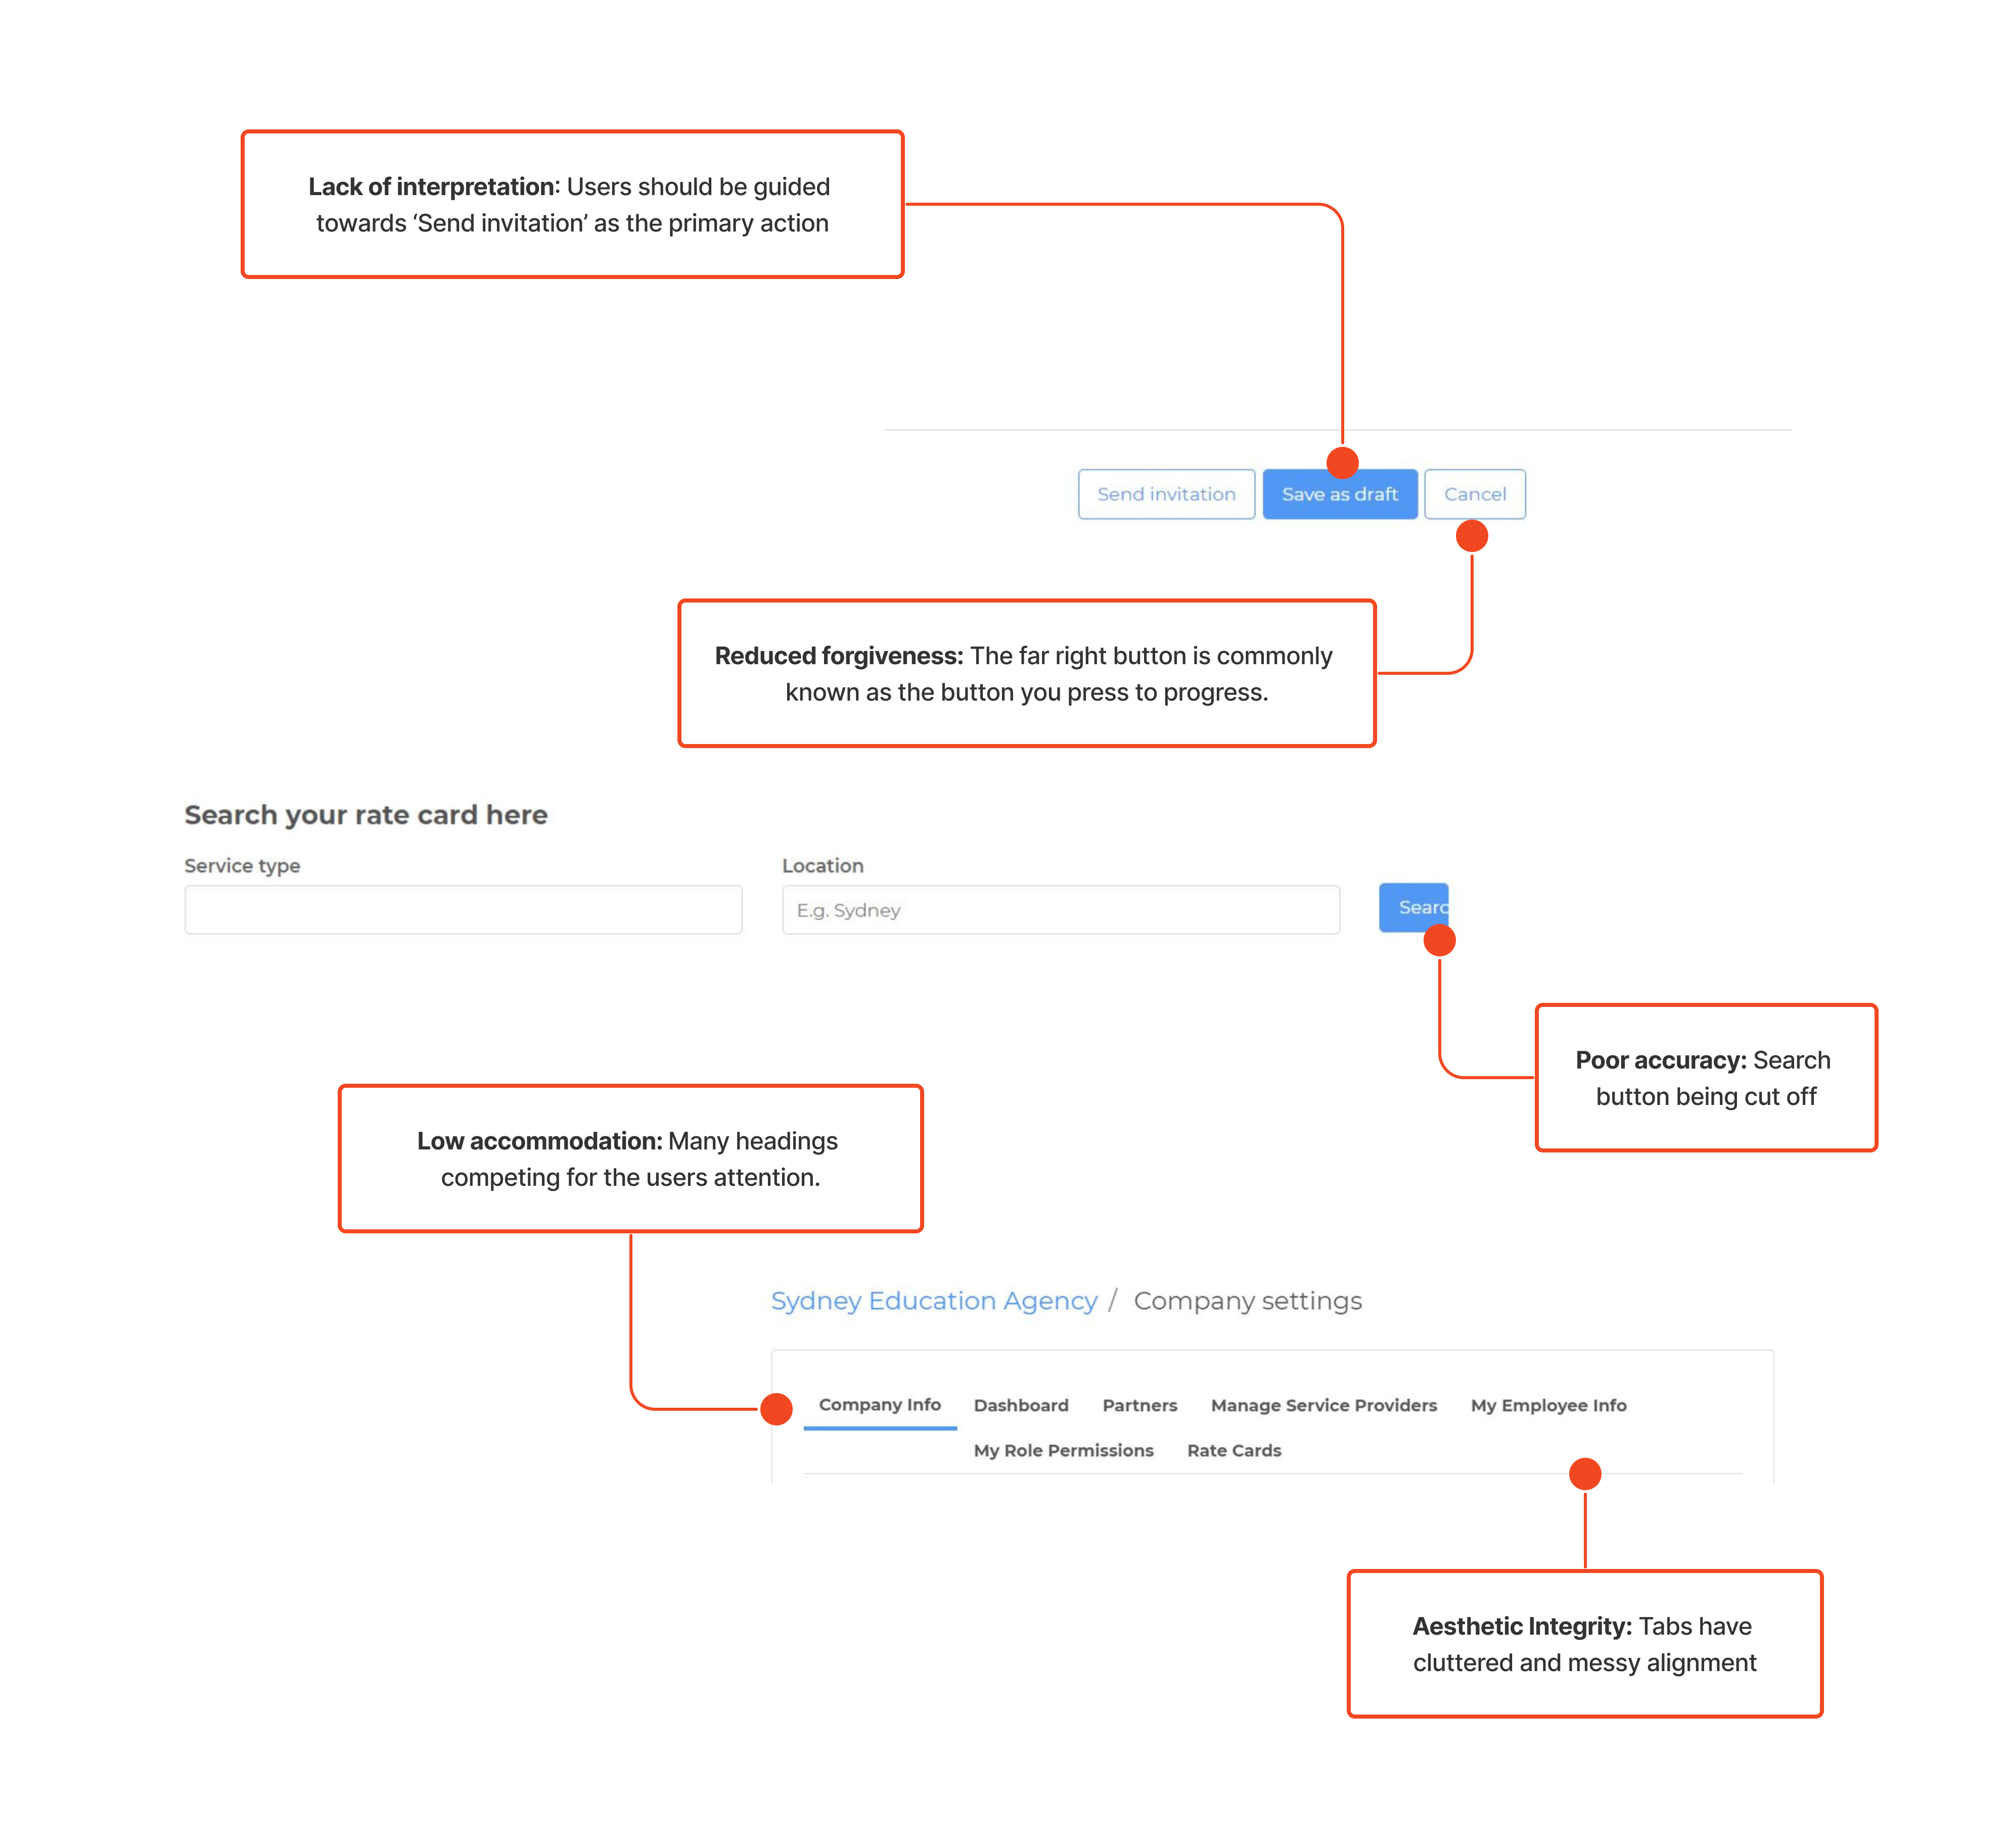 Lack of interpretation: Users should be guided
towards ‘Send invitation’ as the primary action
Send invitation
Save as draft
Cancel
Reduced forgiveness: The far right button is commonly
known as the button you press to progress.
Search your rate card here
Service type
Location
E.g. Sydney
Searc
Poor accuracy: Search
button being cut off
Low accommodation: Many headings
competing for the users attention.
Sydney Education Agency / Company settings
Company Info Dashboard Partners Manage Service Providers My Employee Info
My Role Permissions Rate Cards
Aesthetic Integrity: Tabs have
cluttered and messy alignment